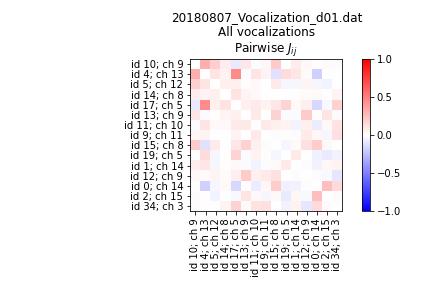 20180807_Vocalization_d01.dat
All vocalizations
Pairwise Jij
id 10; ch 9
id 4; ch 13
id 5; ch 12
id 14; ch 8
id 17; ch 5
id 13; ch 9
id 11; ch 10
id 9; ch 11
id 15; ch 8
id 19; ch 5
id 1; ch 14
id 12; ch 9
id 0; ch 14
id 2; ch 15
id 34; ch 3
1.0
0.5
0.0
−0.5
−1.0
id 10; ch 9
id 4; ch 13
id 5; ch 12
id 14; ch 8
id 17; ch 5
id 13; ch 9
id 11; ch 10
id 9; ch 11
id 15; ch 8
id 19; ch 5
id 1; ch 14
id 12; ch 9
id 0; ch 14
id 2; ch 15
id 34; ch 3